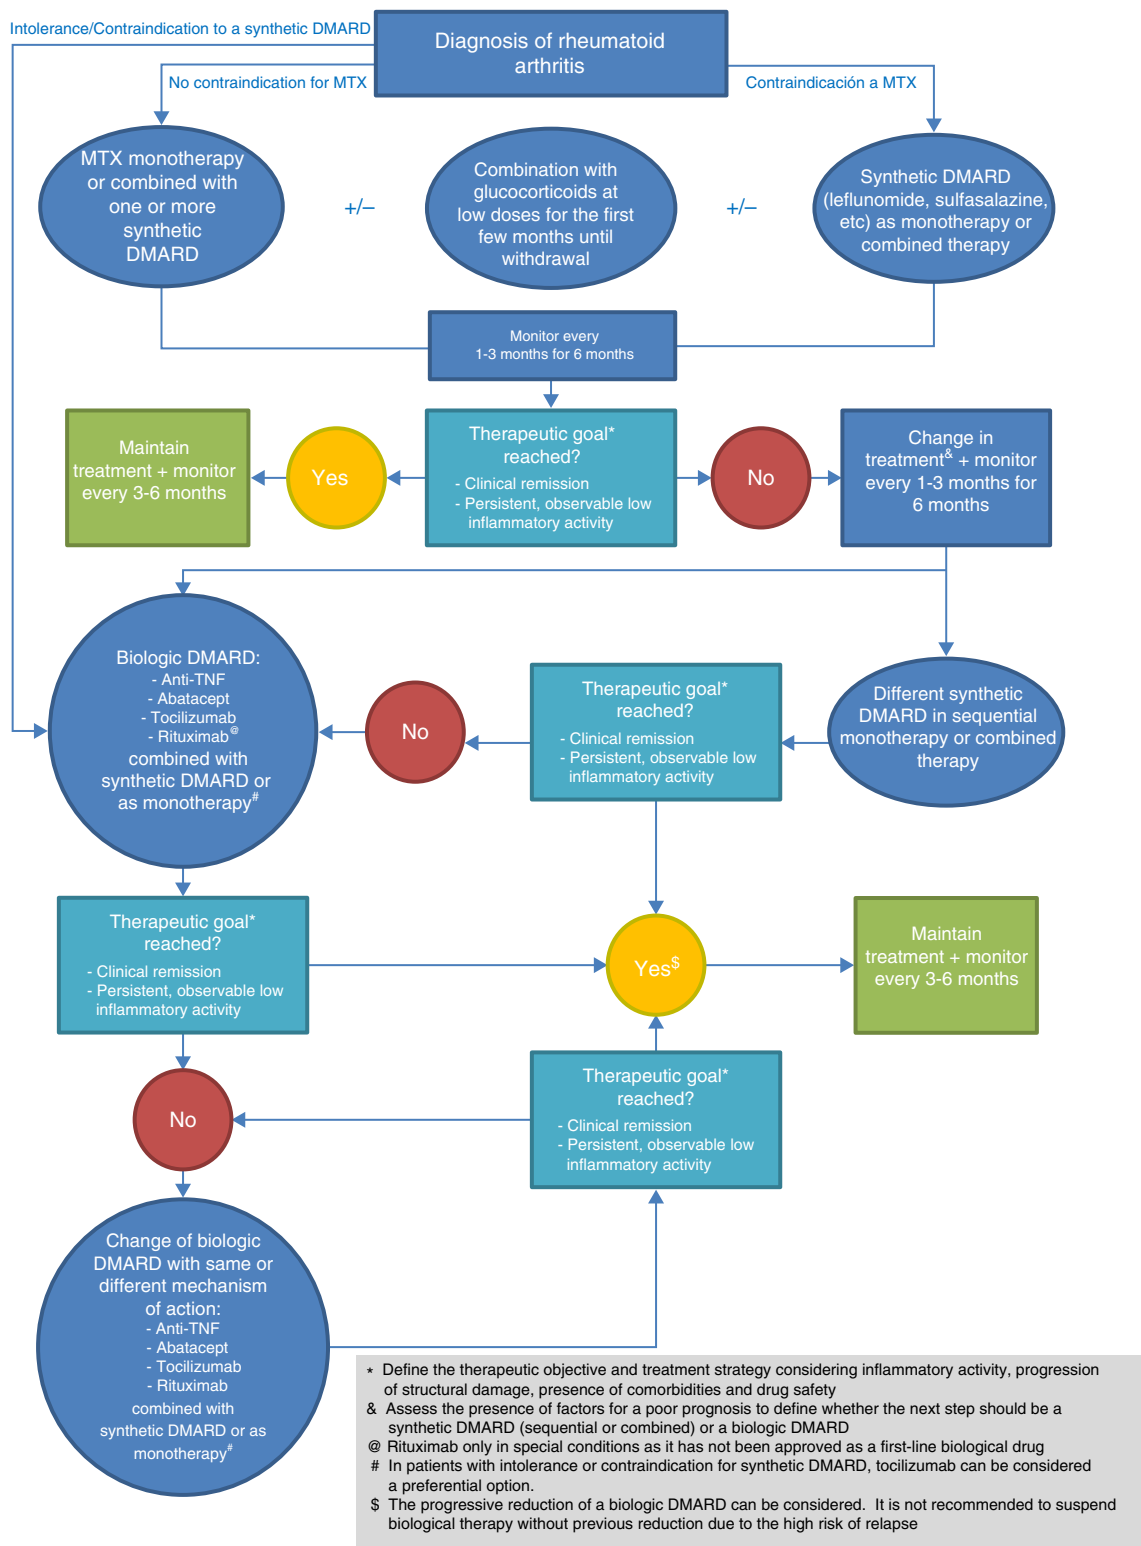 Intolerance/Contraindication to a synthetic DMARD
Diagnosis of rheumatoid
arthritis
No contraindication for MTX
Contraindicación a MTX
MTX monotherapy
or combined with
one or more
synthetic
DMARD
+/–
Combination with
glucocorticoids at
low doses for the first
few months until
withdrawal
+/–
Synthetic DMARD
(leflunomide, sulfasalazine,
etc) as monotherapy or
combined therapy
Monitor every
1-3 months for 6 months
Maintain
treatment + monitor
every 3-6 months
Yes
Therapeutic goal*
reached?
- Clinical remission
- Persistent, observable low
inflammatory activity
No
Change in
treatment& + monitor
every 1-3 months for
6 months
Biologic DMARD:
- Anti-TNF
- Abatacept
- Tocilizumab
- Rituximab@
combined with
synthetic DMARD or
as monotherapy#
No
Therapeutic goal*
reached?
- Clinical remission
- Persistent, observable low
inflammatory activity
Different synthetic
DMARD in sequential
monotherapy or combined
therapy
Therapeutic goal*
reached?
- Clinical remission
- Persistent, observable low
inflammatory activity
Yes$
Maintain
treatment + monitor
every 3-6 months
No
Therapeutic goal*
reached?
- Clinical remission
- Persistent, observable low
inflammatory activity
Change of biologic
DMARD with same or
different mechanism
of action:
- Anti-TNF
- Abatacept
- Tocilizumab
- Rituximab
combined with
synthetic DMARD or as
monotherapy#
* Define the therapeutic objective and treatment strategy considering inflammatory activity, progression
of structural damage, presence of comorbidities and drug safety
& Assess the presence of factors for a poor prognosis to define whether the next step should be a
synthetic DMARD (sequential or combined) or a biologic DMARD
@ Rituximab only in special conditions as it has not been approved as a first-line biological drug
# In patients with intolerance or contraindication for synthetic DMARD, tocilizumab can be considered
a preferential option.
$ The progressive reduction of a biologic DMARD can be considered. It is not recommended to suspend
biological therapy without previous reduction due to the high risk of relapse